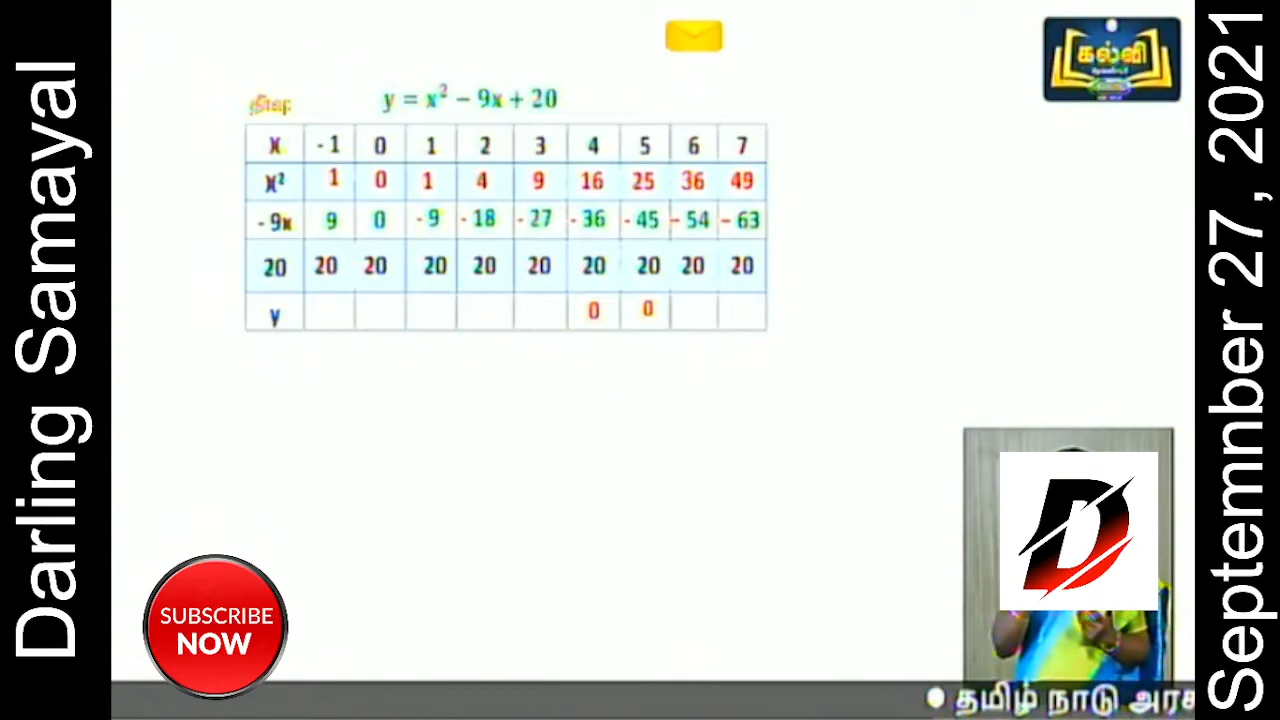 Darling Samayal
கல்வி
தீர்வு
y = x² − 9x + 20
x -1 0 1 2 3 4 5 6 7
x² 1 0 1 4 9 16 25 36 49
-9x 9 0 -9 -18 -27 -36 -45 -54 -63
20 20 20 20 20 20 20 20 20 20
y 0 0
SUBSCRIBE
NOW
D
தமிழ் நாடு அரச
Septemnber 27, 2021